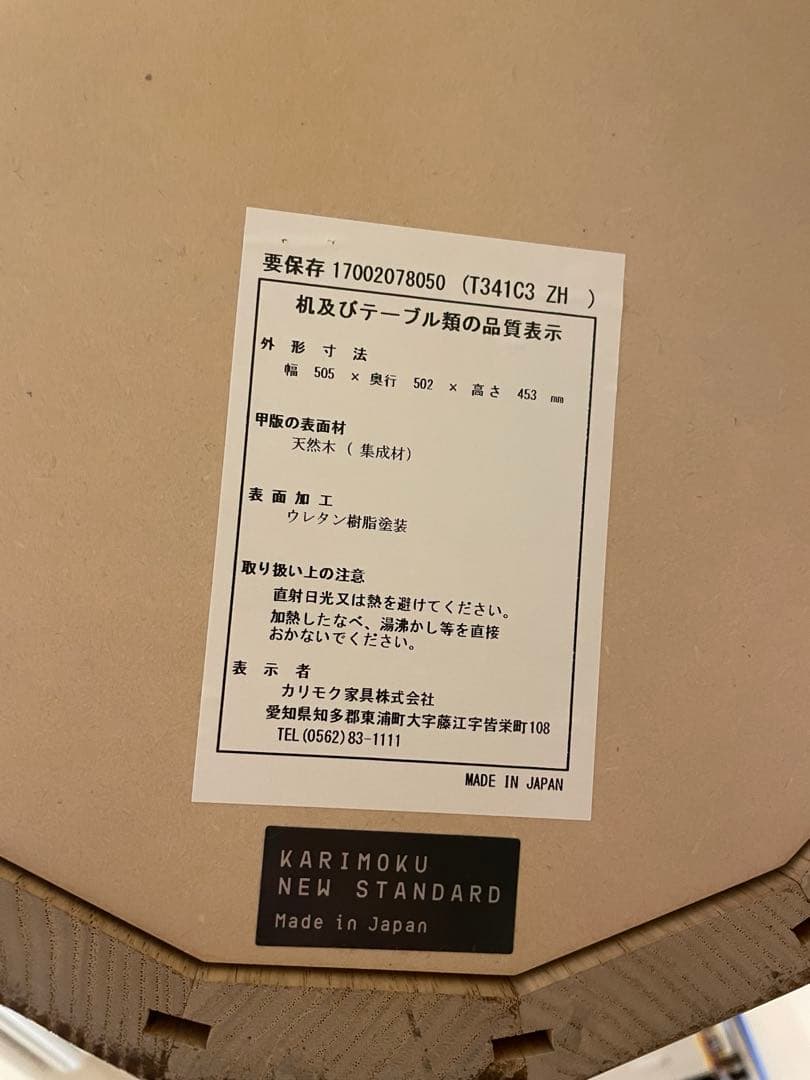 要保存 17002078050 (T341C3 ZH )
机及びテーブル類の品質表示
外形寸法
幅 505 × 奥行 502 × 高さ 453 mm
甲版の表面材
天然木 ( 集成材)
表面加工
ウレタン樹脂塗装
取り扱い上の注意
直射日光又は熱を避けてください。
加熱したなべ、湯沸かし等を直接
おかないでください。
表示者
カリモク家具株式会社
愛知県知多郡東浦町大字藤江字皆栄町108
TEL(0562)83-1111
MADE IN JAPAN
KARIMOKU
NEW STANDARD
Made in Japan